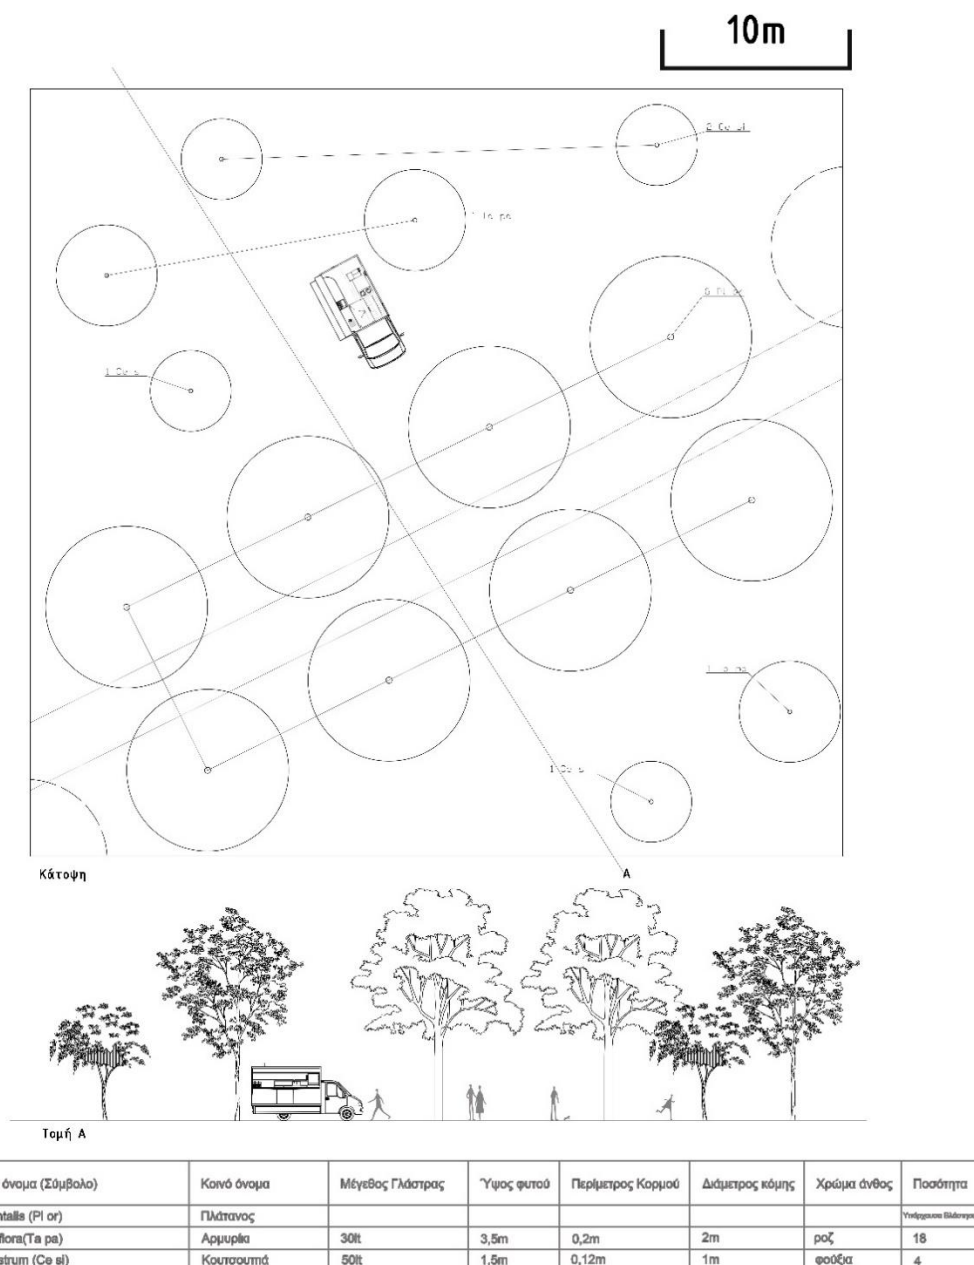 10m
Κάτοψη
A
Τομή A
όνομα (Σύμβολο) Κοινό όνομα Μέγεθος Γλάστρας Ύψος φυτού Περίμετρος Κορμού Διάμετρος κόμης Χρώμα άνθος Ποσότητα
ntalis (Pl or) Πλάτανος
flora(Ta pa) Αρμυρίκι 30lt 3,5m 0,2m 2m ροζ 18
strum (Ce si) Κουτσουπιά 50lt 1,5m 0,12m 1m φούξια 4